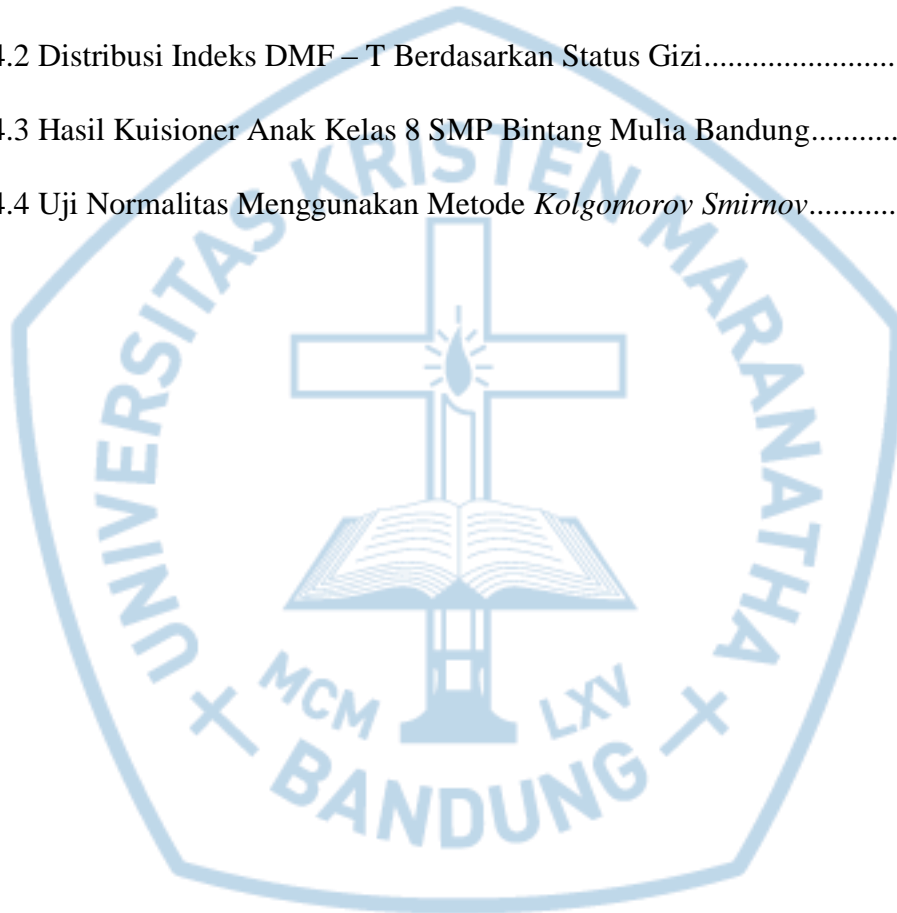 4.2 Distribusi Indeks DMF – T Berdasarkan Status Gizi.......................
4.3 Hasil Kuisioner Anak Kelas 8 SMP Bintang Mulia Bandung...........
4.4 Uji Normalitas Menggunakan Metode Kolgomorov Smirnov...........
UNIVERSITAS KRISTEN MARANATHA
MCM LXV
BANDUNG